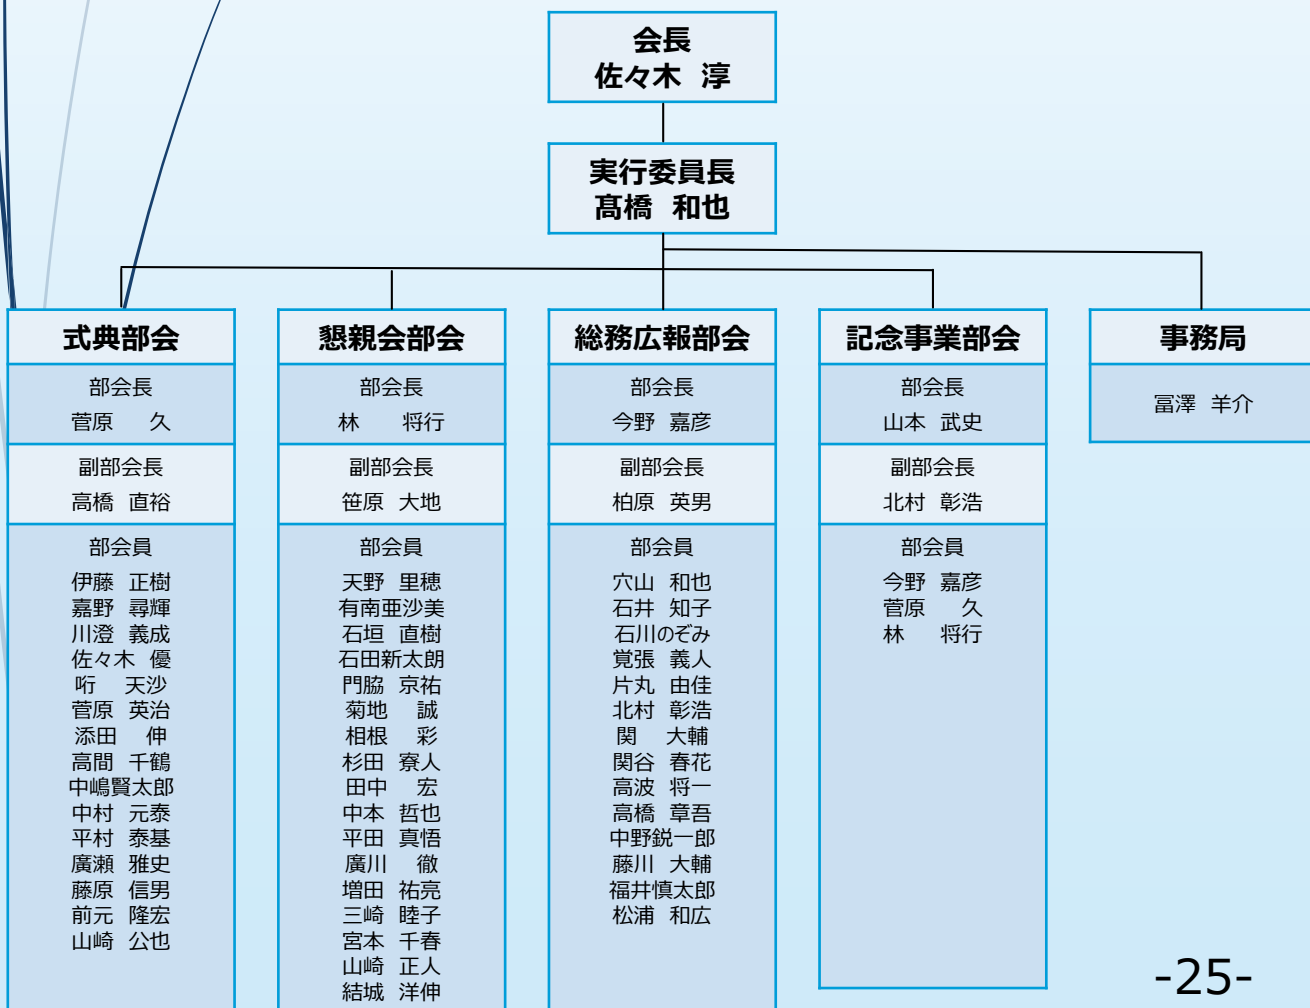 会長
佐々木 淳
実行委員長
髙橋 和也
式典部会
部会長
菅原 久
副部会長
高橋 直裕
部会員
伊藤 正樹
嘉野 尋輝
川澄 義成
佐々木 優
哘 天沙
菅原 英治
添田 伸
高間 千鶴
中嶋賢太郎
中村 元泰
平村 泰基
廣瀬 雅史
藤原 信男
前元 隆宏
山崎 公也
懇親会部会
部会長
林 将行
副部会長
笹原 大地
部会員
天野 里穂
有南亜沙美
石垣 直樹
石田新太朗
門脇 京祐
菊地 誠
相根 彩
杉田 寮人
田中 宏
中本 哲也
平田 真悟
廣川 徹
増田 祐亮
三崎 睦子
宮本 千春
山崎 正人
結城 洋伸
総務広報部会
部会長
今野 嘉彦
副部会長
柏原 英男
部会員
穴山 和也
石井 知子
石川のぞみ
覚張 義人
片丸 由佳
北村 彰浩
関 大輔
関谷 春花
高波 将一
高橋 章吾
中野鋭一郎
藤川 大輔
福井慎太郎
松浦 和広
記念事業部会
部会長
山本 武史
副部会長
北村 彰浩
部会員
今野 嘉彦
菅原 久
林 将行
事務局
冨澤 羊介
-25-